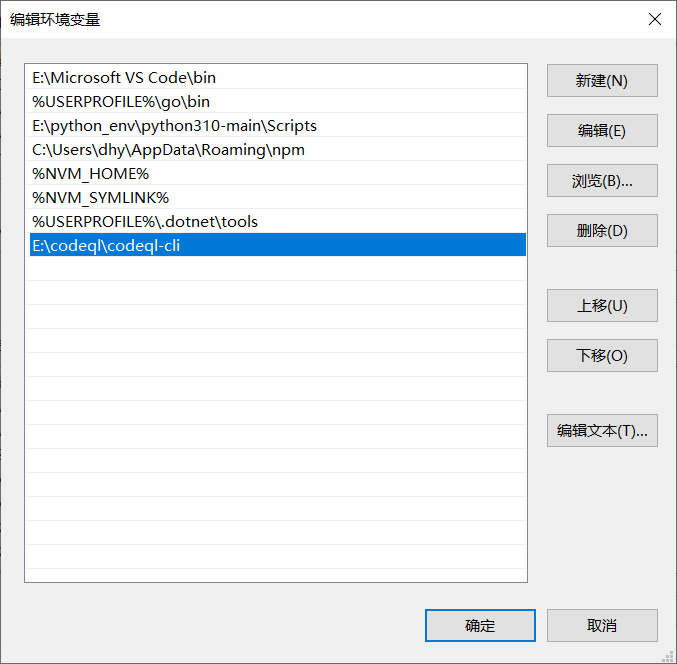 编辑环境变量
E:\Microsoft VS Code\bin
%USERPROFILE%\go\bin
E:\python_env\python310-main\Scripts
C:\Users\dhy\AppData\Roaming\npm
%NVM_HOME%
%NVM_SYMLINK%
%USERPROFILE%\.dotnet\tools
E:\codeql\codeql-cli
新建(N)
编辑(E)
浏览(B)...
删除(D)
上移(U)
下移(O)
编辑文本(T)...
确定
取消